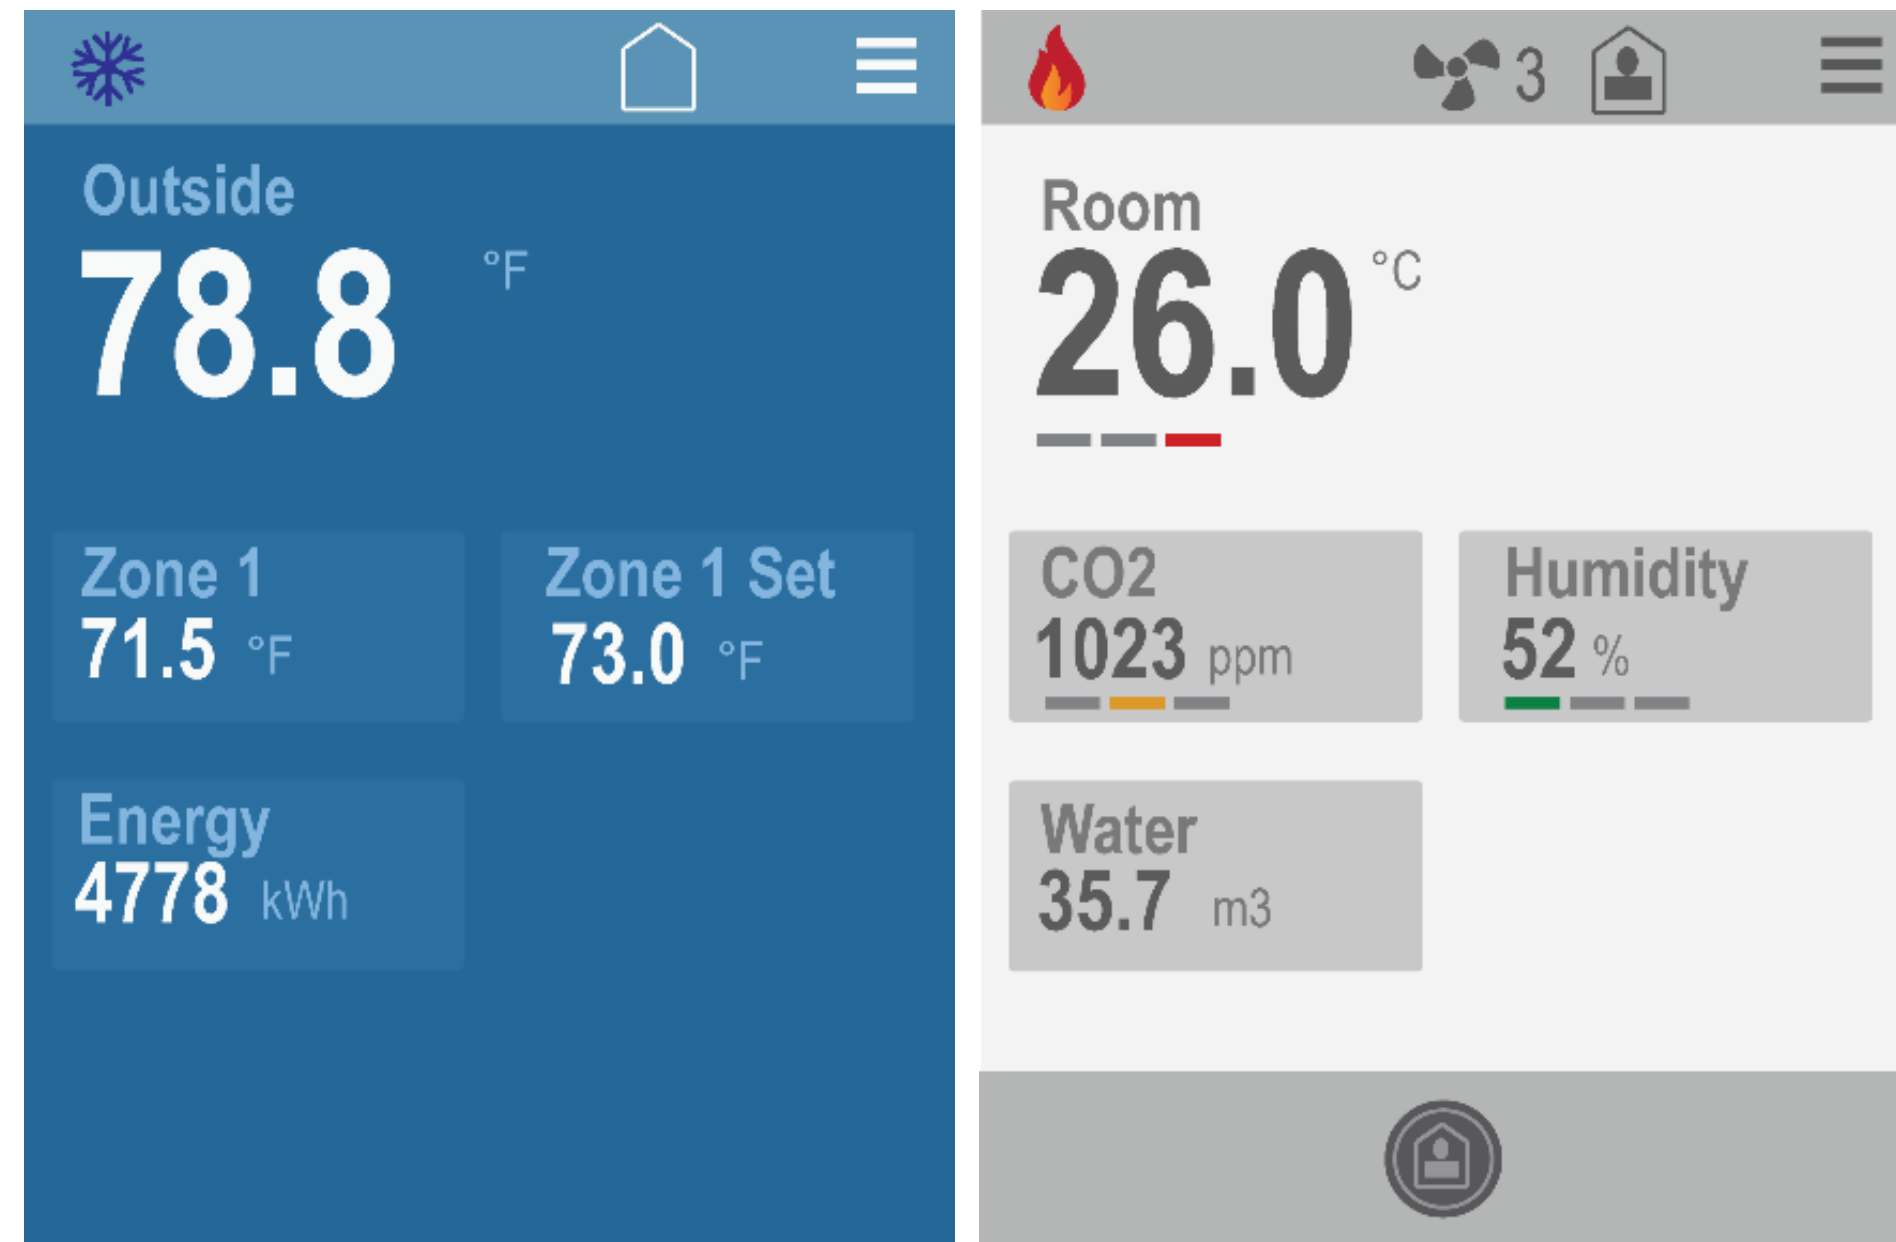 Outside
78.8 °F
Zone 1
71.5 °F
Zone 1 Set
73.0 °F
Energy
4778 kWh
3
Room
26.0 °C
CO2
1023 ppm
Humidity
52 %
Water
35.7 m3